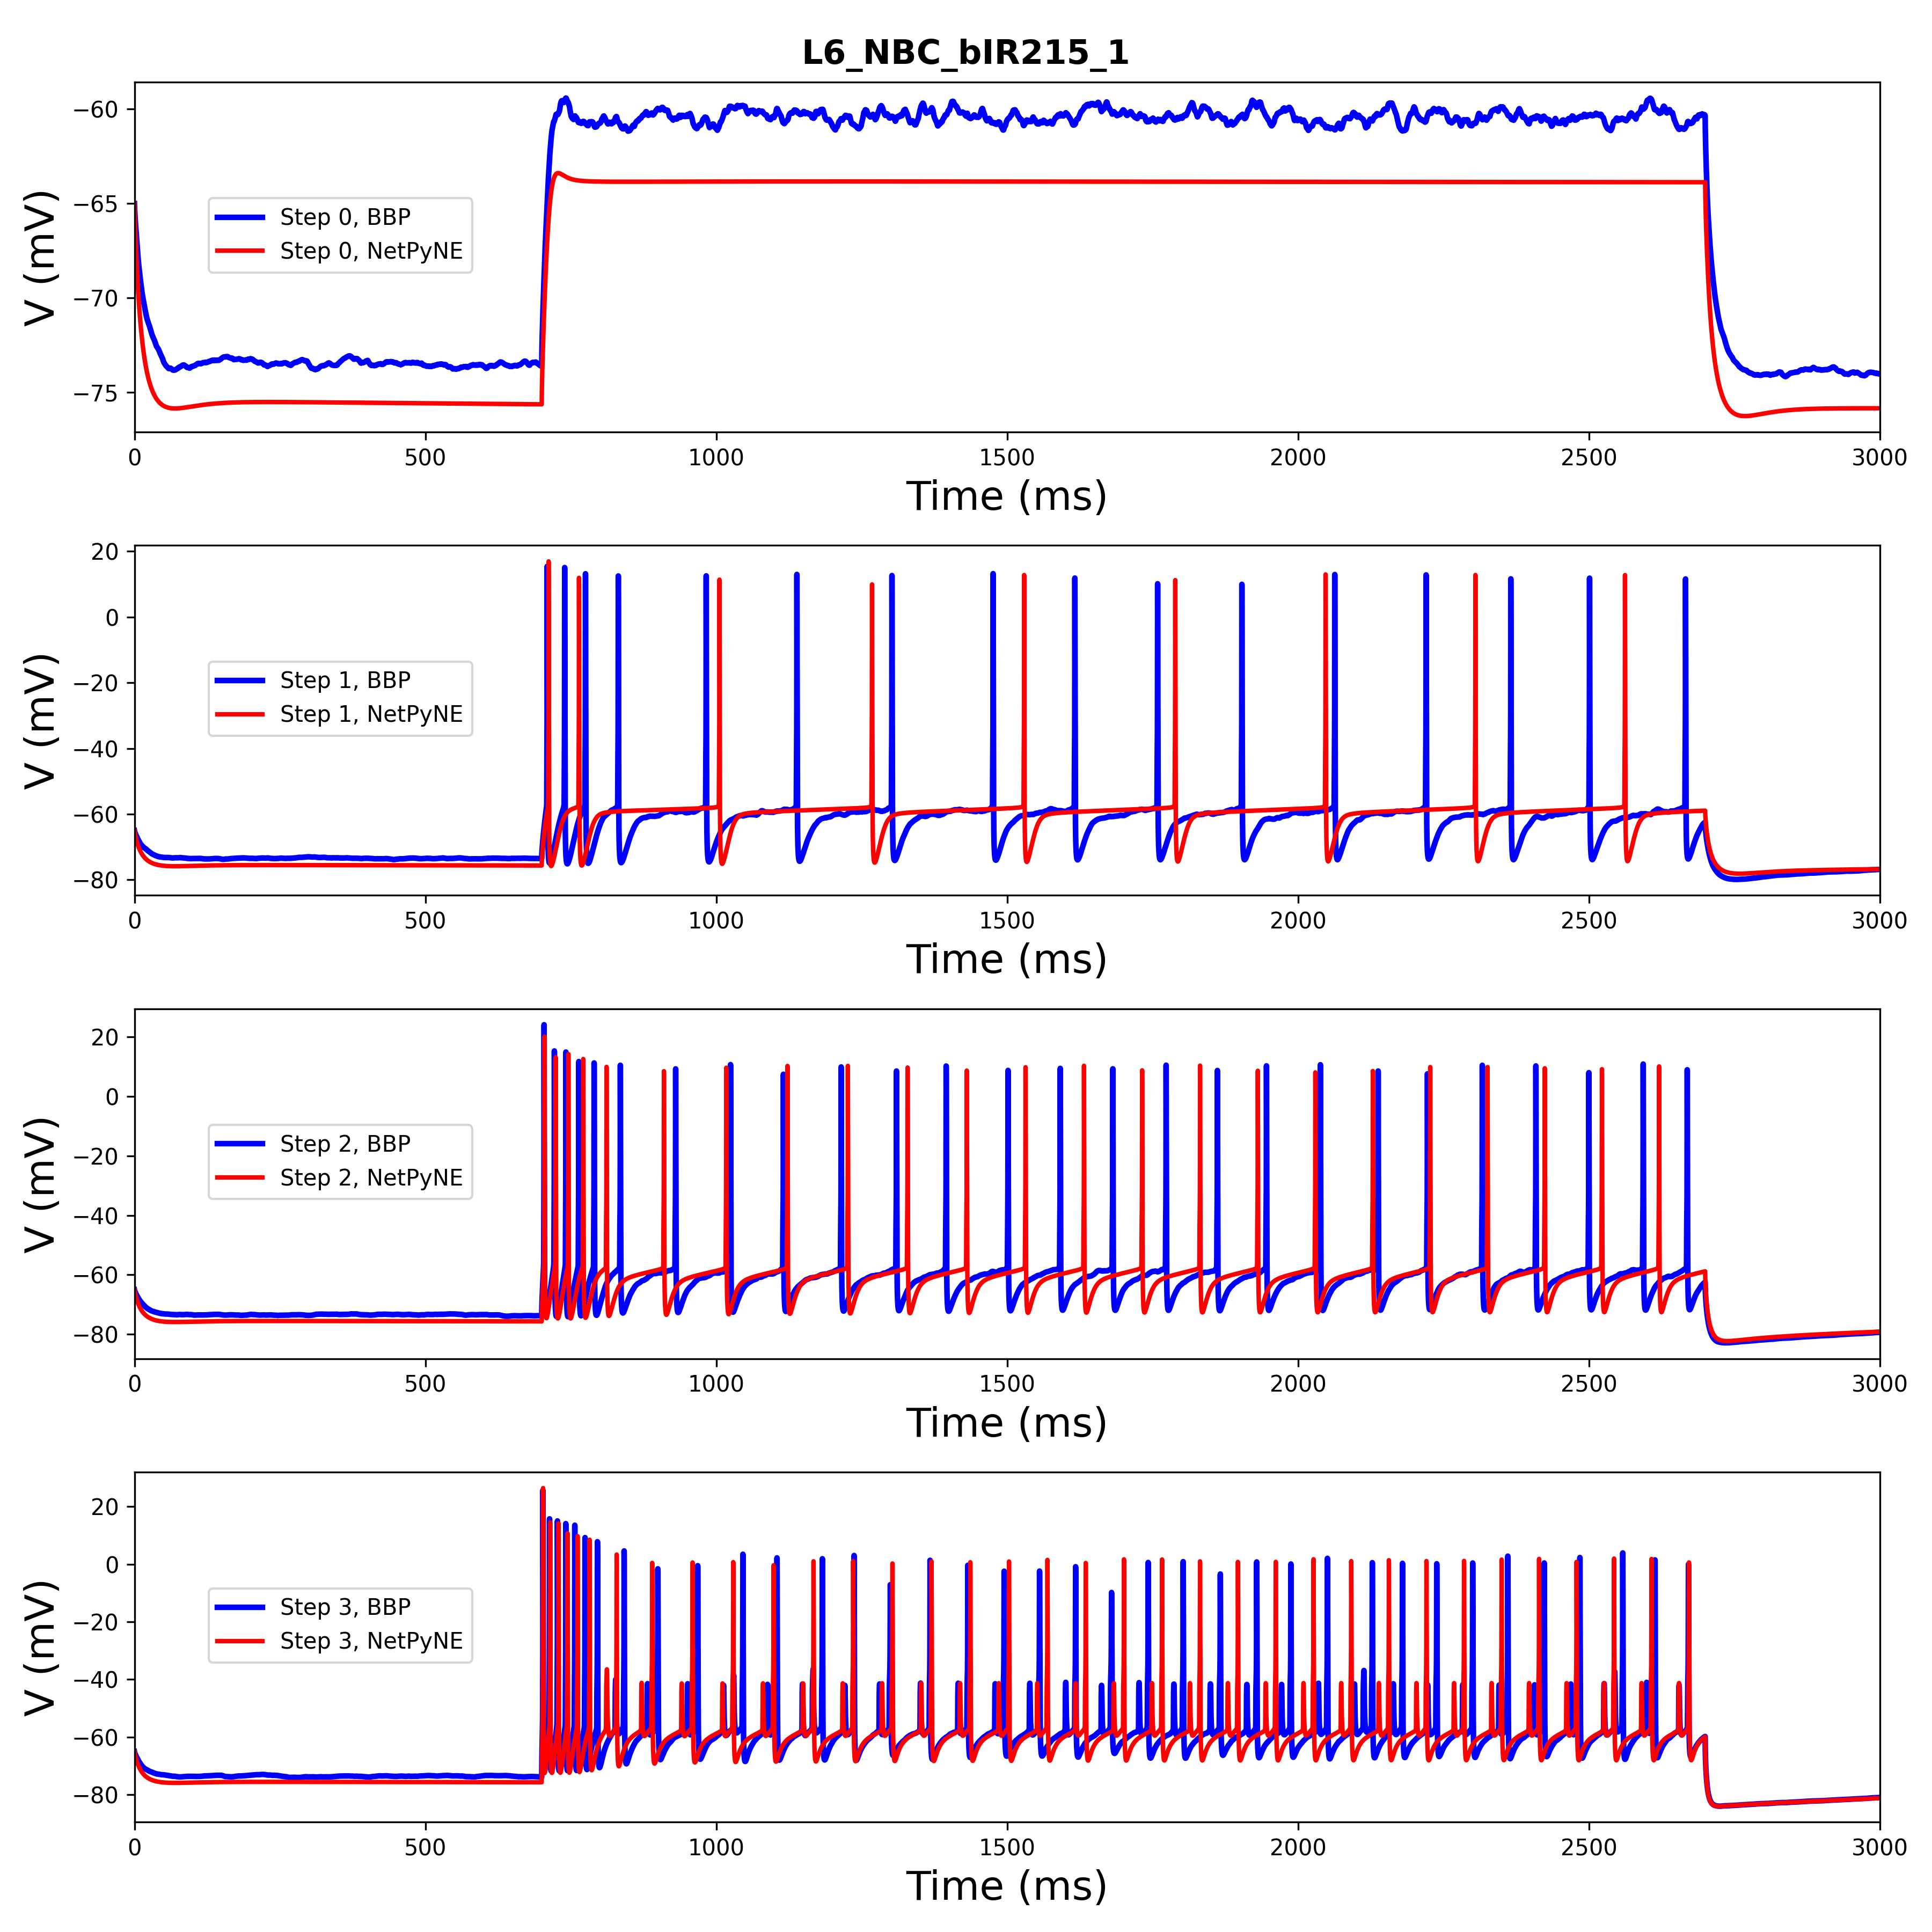 L6_NBC_bIR215_1
−60
−65
−70
−75
V (mV)
Step 0, BBP
Step 0, NetPyNE
0 500 1000 1500 2000 2500 3000
Time (ms)
20
0
−20
−40
−60
−80
V (mV)
Step 1, BBP
Step 1, NetPyNE
0 500 1000 1500 2000 2500 3000
Time (ms)
20
0
−20
−40
−60
−80
V (mV)
Step 2, BBP
Step 2, NetPyNE
0 500 1000 1500 2000 2500 3000
Time (ms)
20
0
−20
−40
−60
−80
V (mV)
Step 3, BBP
Step 3, NetPyNE
0 500 1000 1500 2000 2500 3000
Time (ms)